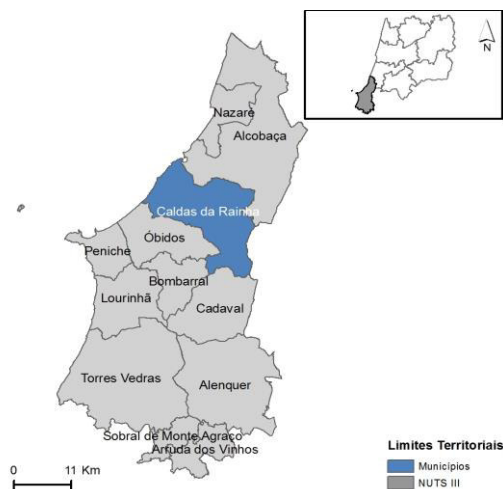 N
Nazaré
Alcobaça
Caldas da Rainha
Óbidos
Peniche
Bombarral
Lourinhã
Cadaval
Torres Vedras
Alenquer
Sobral de Monte Agraço
Arruda dos Vinhos
0 11 Km
Limites Territoriais
Municípios
NUTS III